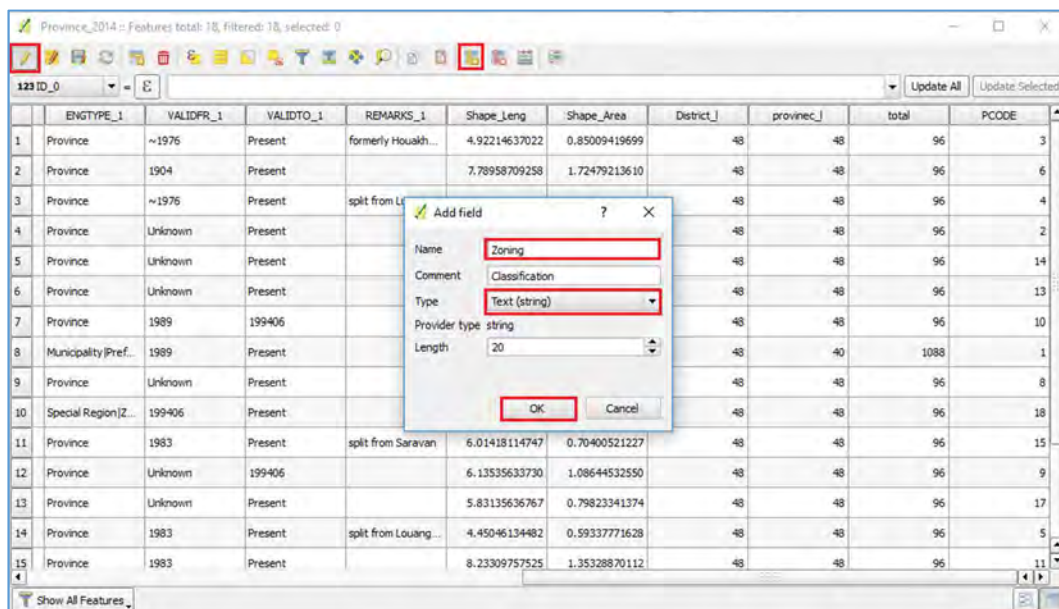 Province_2014 :: Features total: 18, filtered: 18, selected: 0
123 ID_0 = ε Update All Update Selected
ENGTYPE_1 VALIDFR_1 VALIDTO_1 REMARKS_1 Shape_Leng Shape_Area District_l provinec_l total PCODE
1 Province ~1976 Present formerly Houakh... 4.92214637022 0.85009419699 48 48 96 3
2 Province 1904 Present 7.78958709258 1.72479213610 48 48 96 6
3 Province ~1976 Present split from Lo 48 48 96 4
4 Province Unknown Present 48 48 96 2
5 Province Unknown Present 48 48 96 14
6 Province Unknown Present 48 48 96 13
7 Province 1989 199406 48 48 96 10
8 Municipality|Pref... 1989 Present 48 40 1088 1
9 Province Unknown Present 48 48 96 8
10 Special Region|Z... 199406 Present 48 48 96 18
11 Province 1983 Present split from Saravan 6.01418114747 0.70400521227 48 48 96 15
12 Province Unknown 199406 6.13535633730 1.08644532550 48 48 96 9
13 Province Unknown Present 5.83135636767 0.79823341374 48 48 96 17
14 Province 1983 Present split from Louang... 4.45046134482 0.59337771628 48 48 96 5
15 Province 1983 Present 8.23309757525 1.35328870112 48 48 96 11
Add field ? ×
Name Zoning
Comment Classification
Type Text (string)
Provider type string
Length 20
OK Cancel
Show All Features